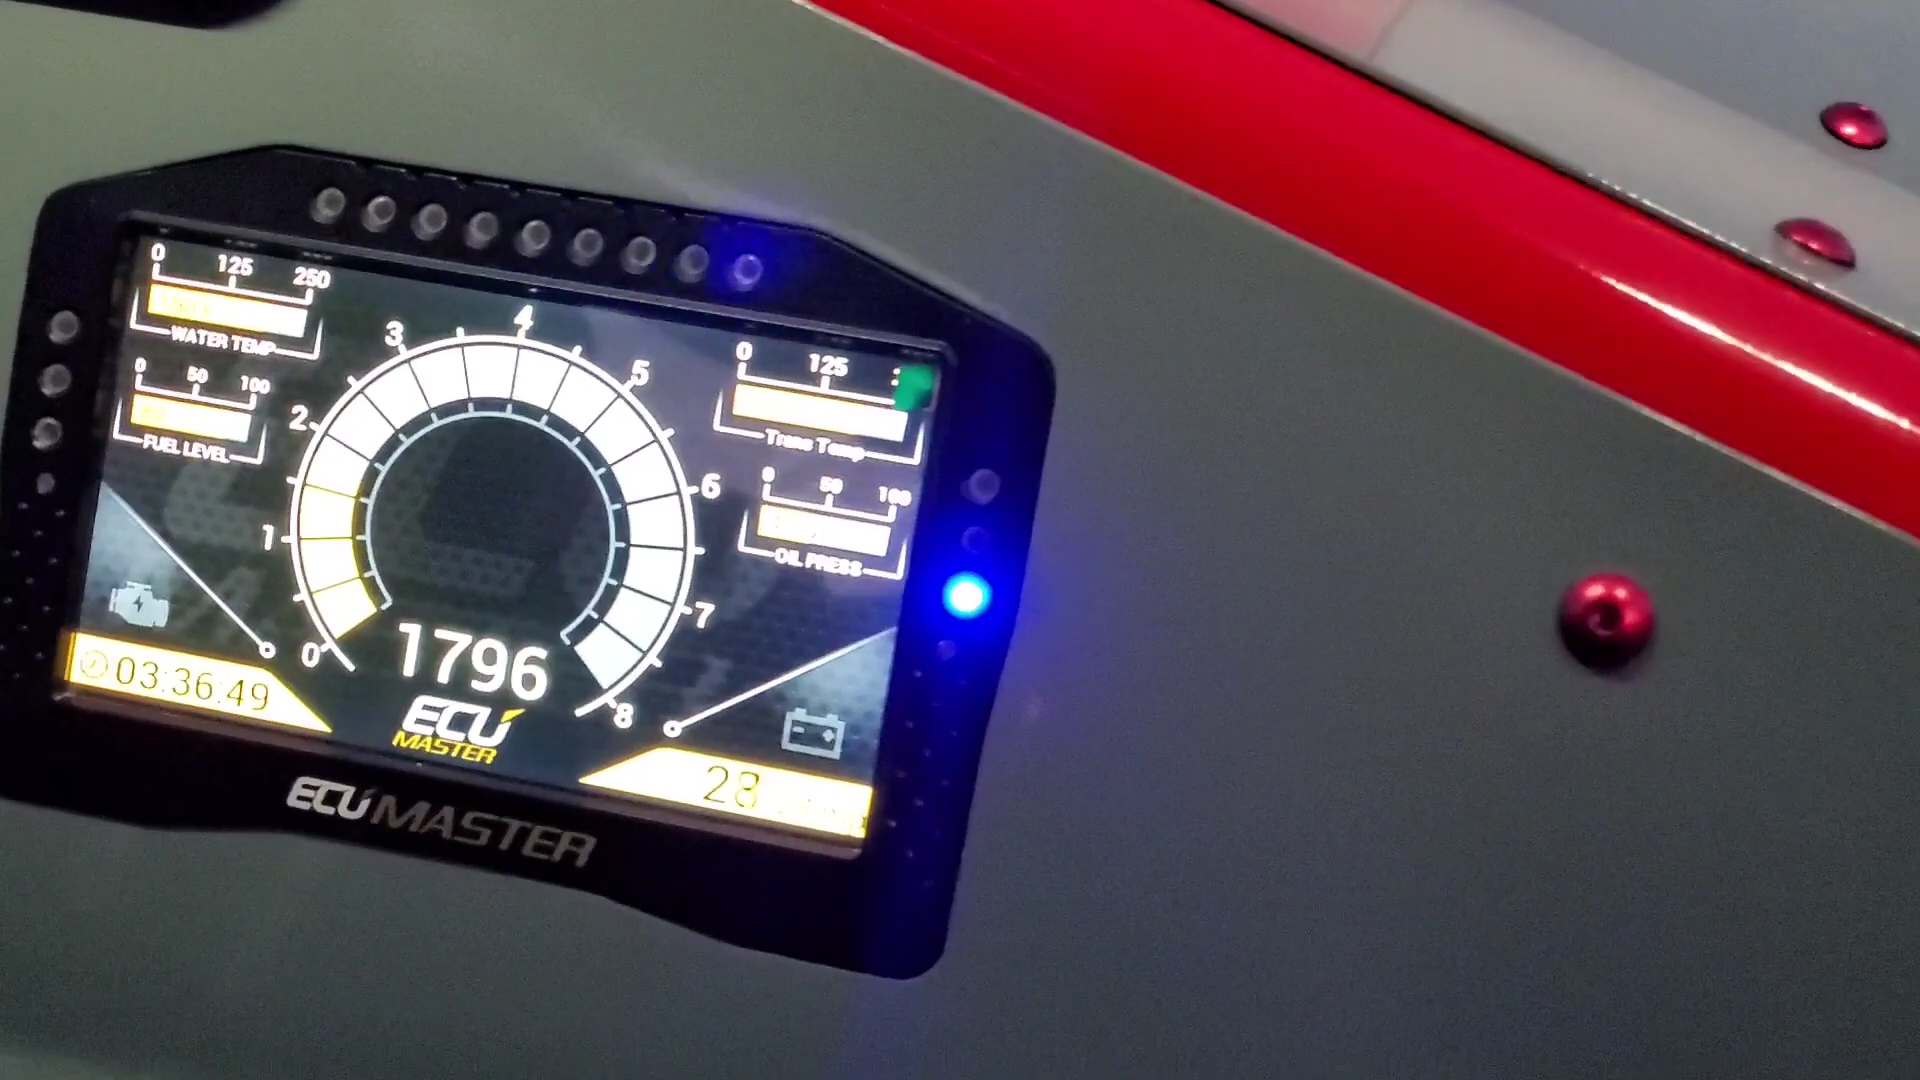 0 125 250
WATER TEMP
0 50 100
FUEL LEVEL
0 1 2 3 4 5 6 7 8
0 125
Trans Temp
0 50 100
OIL PRESS
1796
ECU
MASTER
03:36:49
28
ECUMASTER